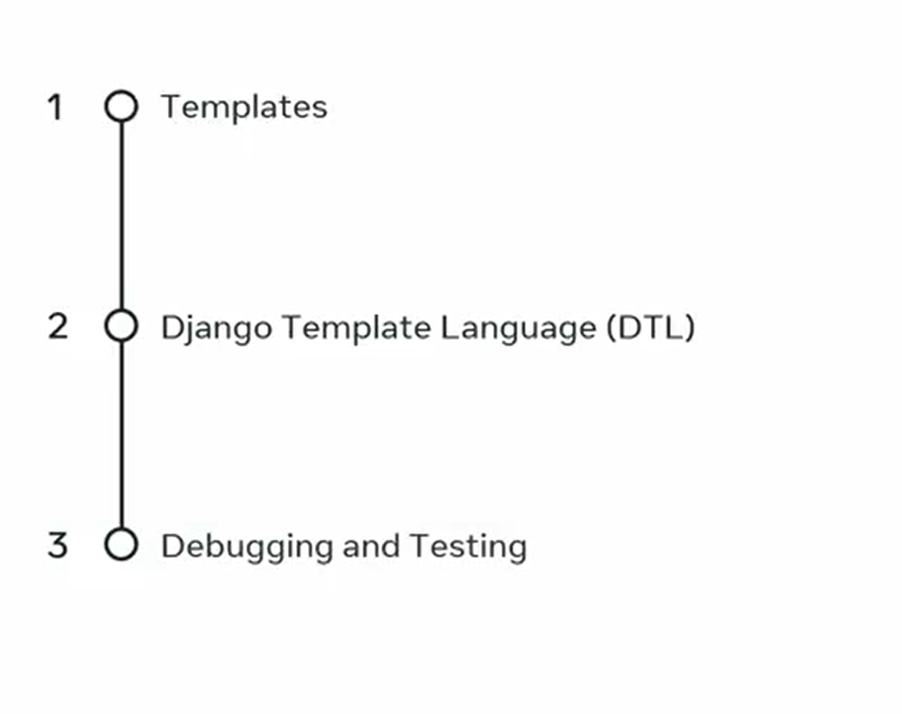 1 Templates
2 Django Template Language (DTL)
3 Debugging and Testing